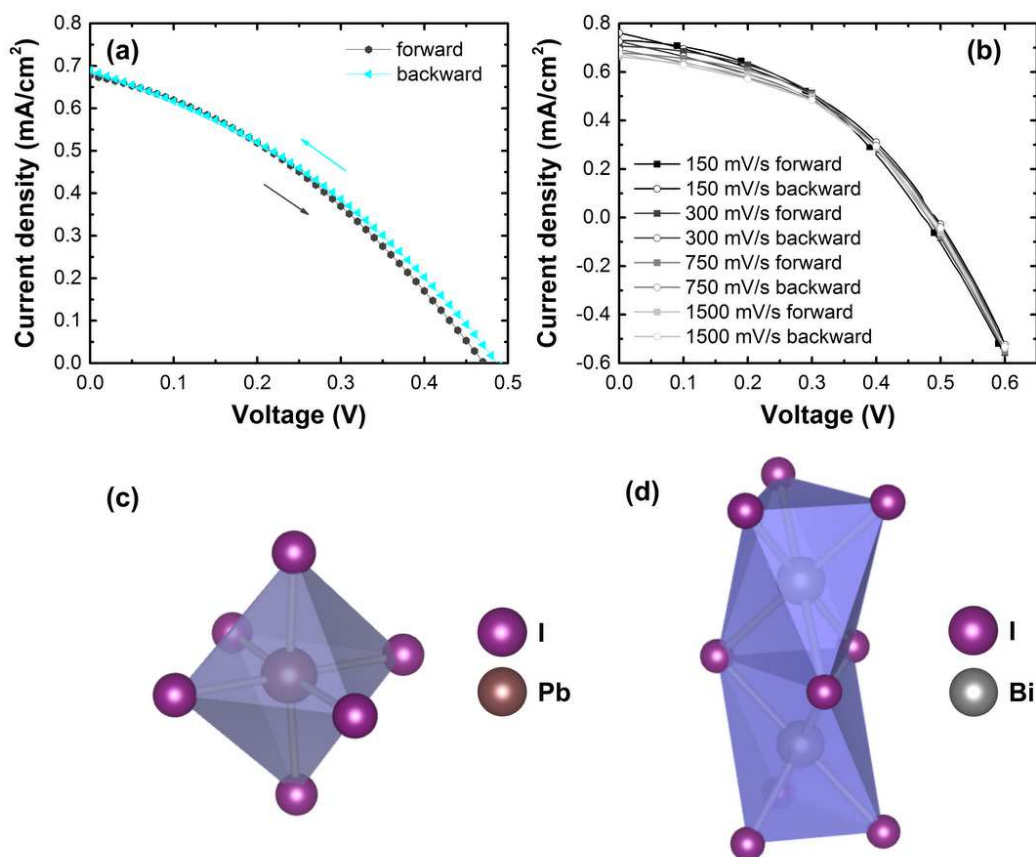 (a)
forward
backward
Current density (mA/cm²)
0.8
0.7
0.6
0.5
0.4
0.3
0.2
0.1
0.0
0.0 0.1 0.2 0.3 0.4 0.5
Voltage (V)
(b)
Current density (mA/cm²)
0.8
0.6
0.4
0.2
0.0
-0.2
-0.4
-0.6
150 mV/s forward
150 mV/s backward
300 mV/s forward
300 mV/s backward
750 mV/s forward
750 mV/s backward
1500 mV/s forward
1500 mV/s backward
0.0 0.1 0.2 0.3 0.4 0.5 0.6
Voltage (V)
(c)
I
Pb
(d)
I
Bi